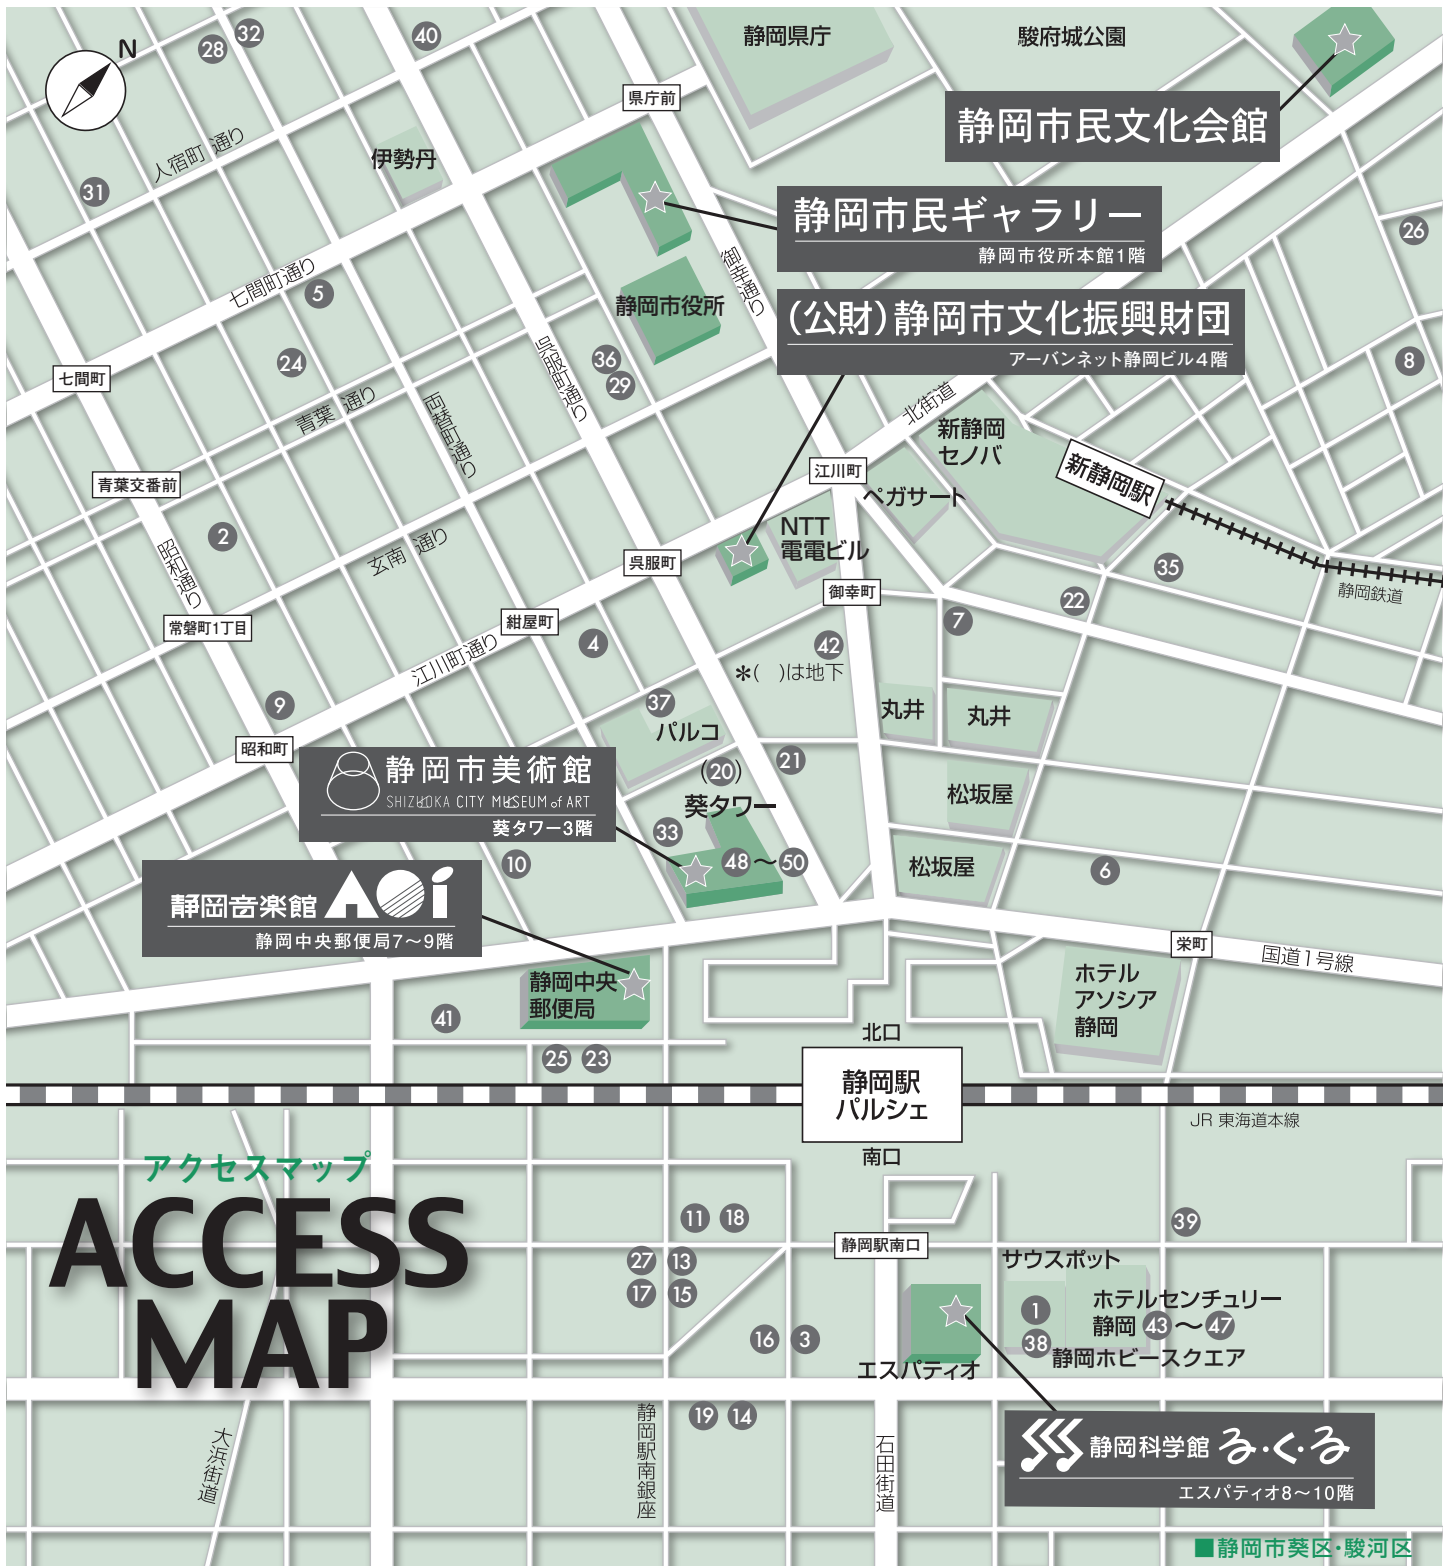 N
28
32
40
静岡県庁
駿府城公園
県庁前
静岡市民文化会館
人宿町 通り
伊勢丹
31
静岡市民ギャラリー
静岡市役所本館1階
26
御幸通り
七間町通り
5
静岡市役所
(公財)静岡市文化振興財団
アーバンネット静岡ビル4階
呉服町通り
24
36
29
8
七間町
青葉 通り
両替町通り
北街道
新静岡
セノバ
新静岡駅
江川町
青葉交番前
ペガサート
2
NTT
電電ビル
昭和通り
玄南 通り
呉服町
35
静岡鉄道
御幸町
22
常磐町1丁目
紺屋町
4
7
42
*( )は地下
江川町通り
9
37
パルコ
丸井
丸井
昭和町
静岡市美術館
SHIZUOKA CITY MUSEUM of ART
葵タワー3階
(20)
21
葵タワー
松坂屋
33
48～50
10
松坂屋
6
静岡音楽館 AOi
静岡中央郵便局7～9階
栄町
国道1号線
静岡中央
郵便局
ホテル
アソシア
静岡
41
北口
25
23
静岡駅
パルシェ
JR 東海道本線
南口
アクセスマップ
ACCESS
MAP
11
18
39
静岡駅南口
27
13
サウスポット
17
15
1
ホテルセンチュリー
静岡 43～47
16
3
38
静岡ホビースクエア
エスパティオ
19
14
静岡駅南銀座
石田街道
大浜街道
静岡科学館 る・く・る
エスパティオ8～10階
■静岡市葵区・駿河区